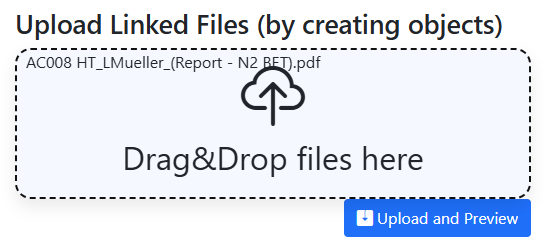 Upload Linked Files (by creating objects)
AC008 HT_LMueller_(Report - N2 BET).pdf
Drag&Drop files here
Upload and Preview